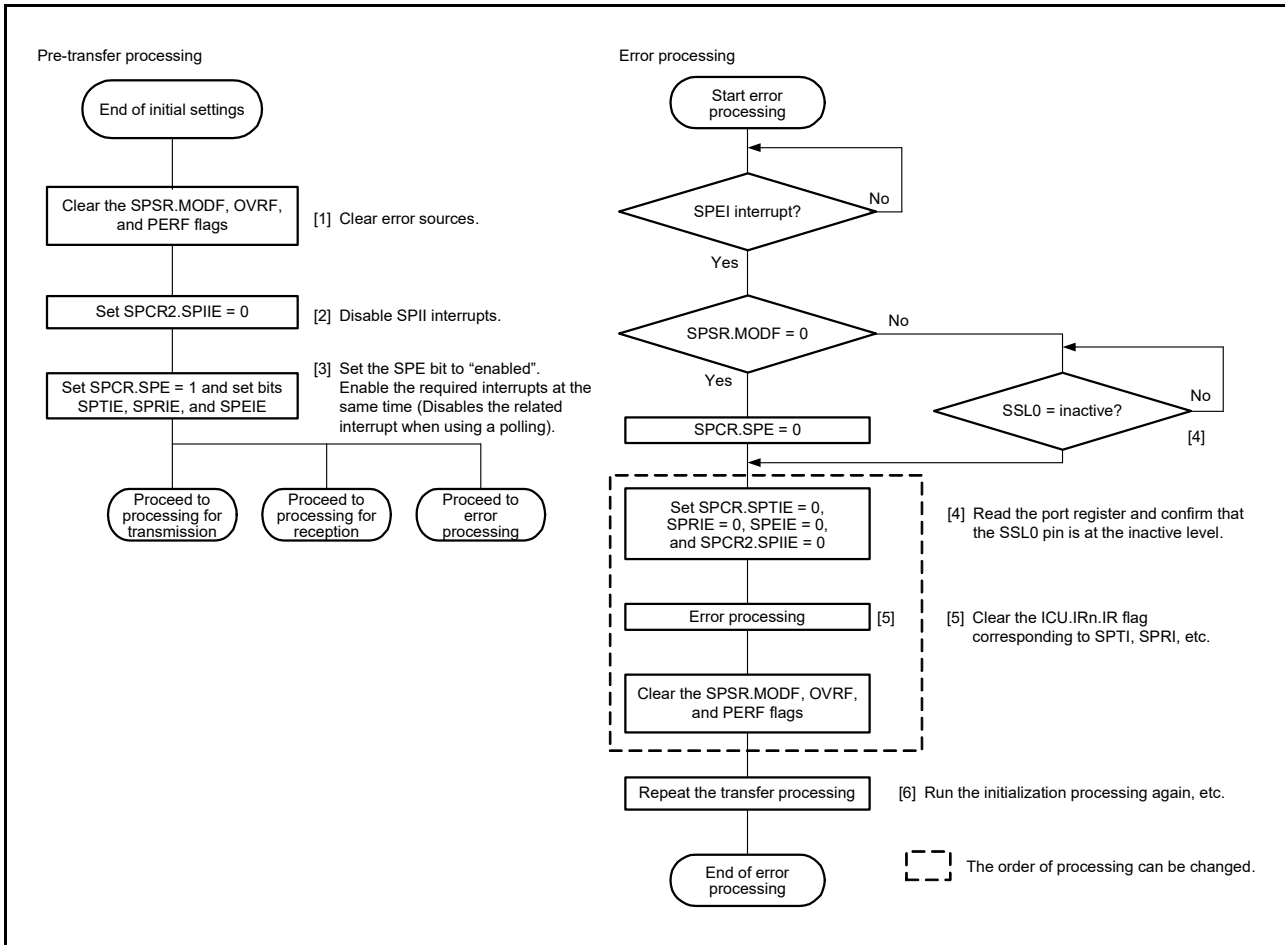 Pre-transfer processing
End of initial settings
Clear the SPSR.MODF, OVRF,
and PERF flags
[1] Clear error sources.
Set SPCR2.SPIIE = 0
[2] Disable SPII interrupts.
Set SPCR.SPE = 1 and set bits
SPTIE, SPRIE, and SPEIE
[3] Set the SPE bit to “enabled”.
Enable the required interrupts at the
same time (Disables the related
interrupt when using a polling).
Proceed to
processing for
transmission
Proceed to
processing for
reception
Proceed to
error
processing
Error processing
Start error
processing
SPEI interrupt?
No
Yes
SPSR.MODF = 0
No
Yes
SSL0 = inactive?
No
[4]
SPCR.SPE = 0
Set SPCR.SPTIE = 0,
SPRIE = 0, SPEIE = 0,
and SPCR2.SPIIE = 0
[4] Read the port register and confirm that
the SSL0 pin is at the inactive level.
Error processing
[5]
[5] Clear the ICU.IRn.IR flag
corresponding to SPTI, SPRI, etc.
Clear the SPSR.MODF, OVRF,
and PERF flags
Repeat the transfer processing
[6] Run the initialization processing again, etc.
End of error
processing
The order of processing can be changed.